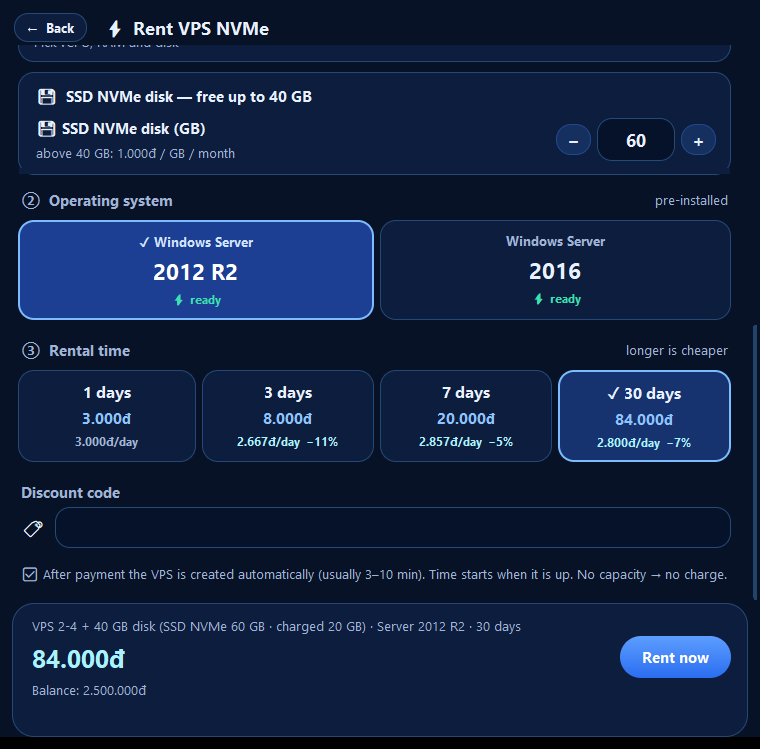 ← Back
Rent VPS NVMe
SSD NVMe disk — free up to 40 GB
SSD NVMe disk (GB)
above 40 GB: 1.000đ / GB / month
− 60 +
② Operating system
pre-installed
✓ Windows Server
2012 R2
ready
Windows Server
2016
ready
③ Rental time
longer is cheaper
1 days
3.000đ
3.000đ/day
3 days
8.000đ
2.667đ/day −11%
7 days
20.000đ
2.857đ/day −5%
✓ 30 days
84.000đ
2.800đ/day −7%
Discount code
After payment the VPS is created automatically (usually 3–10 min). Time starts when it is up. No capacity → no charge.
VPS 2-4 + 40 GB disk (SSD NVMe 60 GB · charged 20 GB) · Server 2012 R2 · 30 days
84.000đ
Rent now
Balance: 2.500.000đ